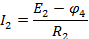 I₂ = (E₂ − φ₄) / R₂